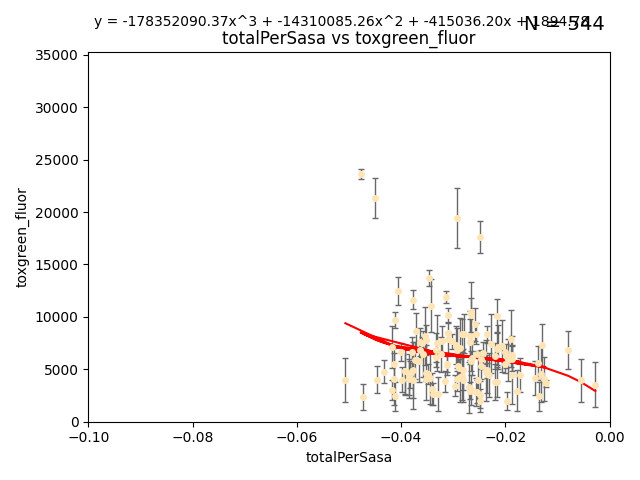 y = -178352090.37x^3 + -14310085.26x^2 + -415036.20x +
N = 544
totalPerSasa vs toxgreen_fluor
35000
30000
25000
20000
15000
10000
5000
0
toxgreen_fluor
−0.10
−0.08
−0.06
−0.04
−0.02
0.00
totalPerSasa